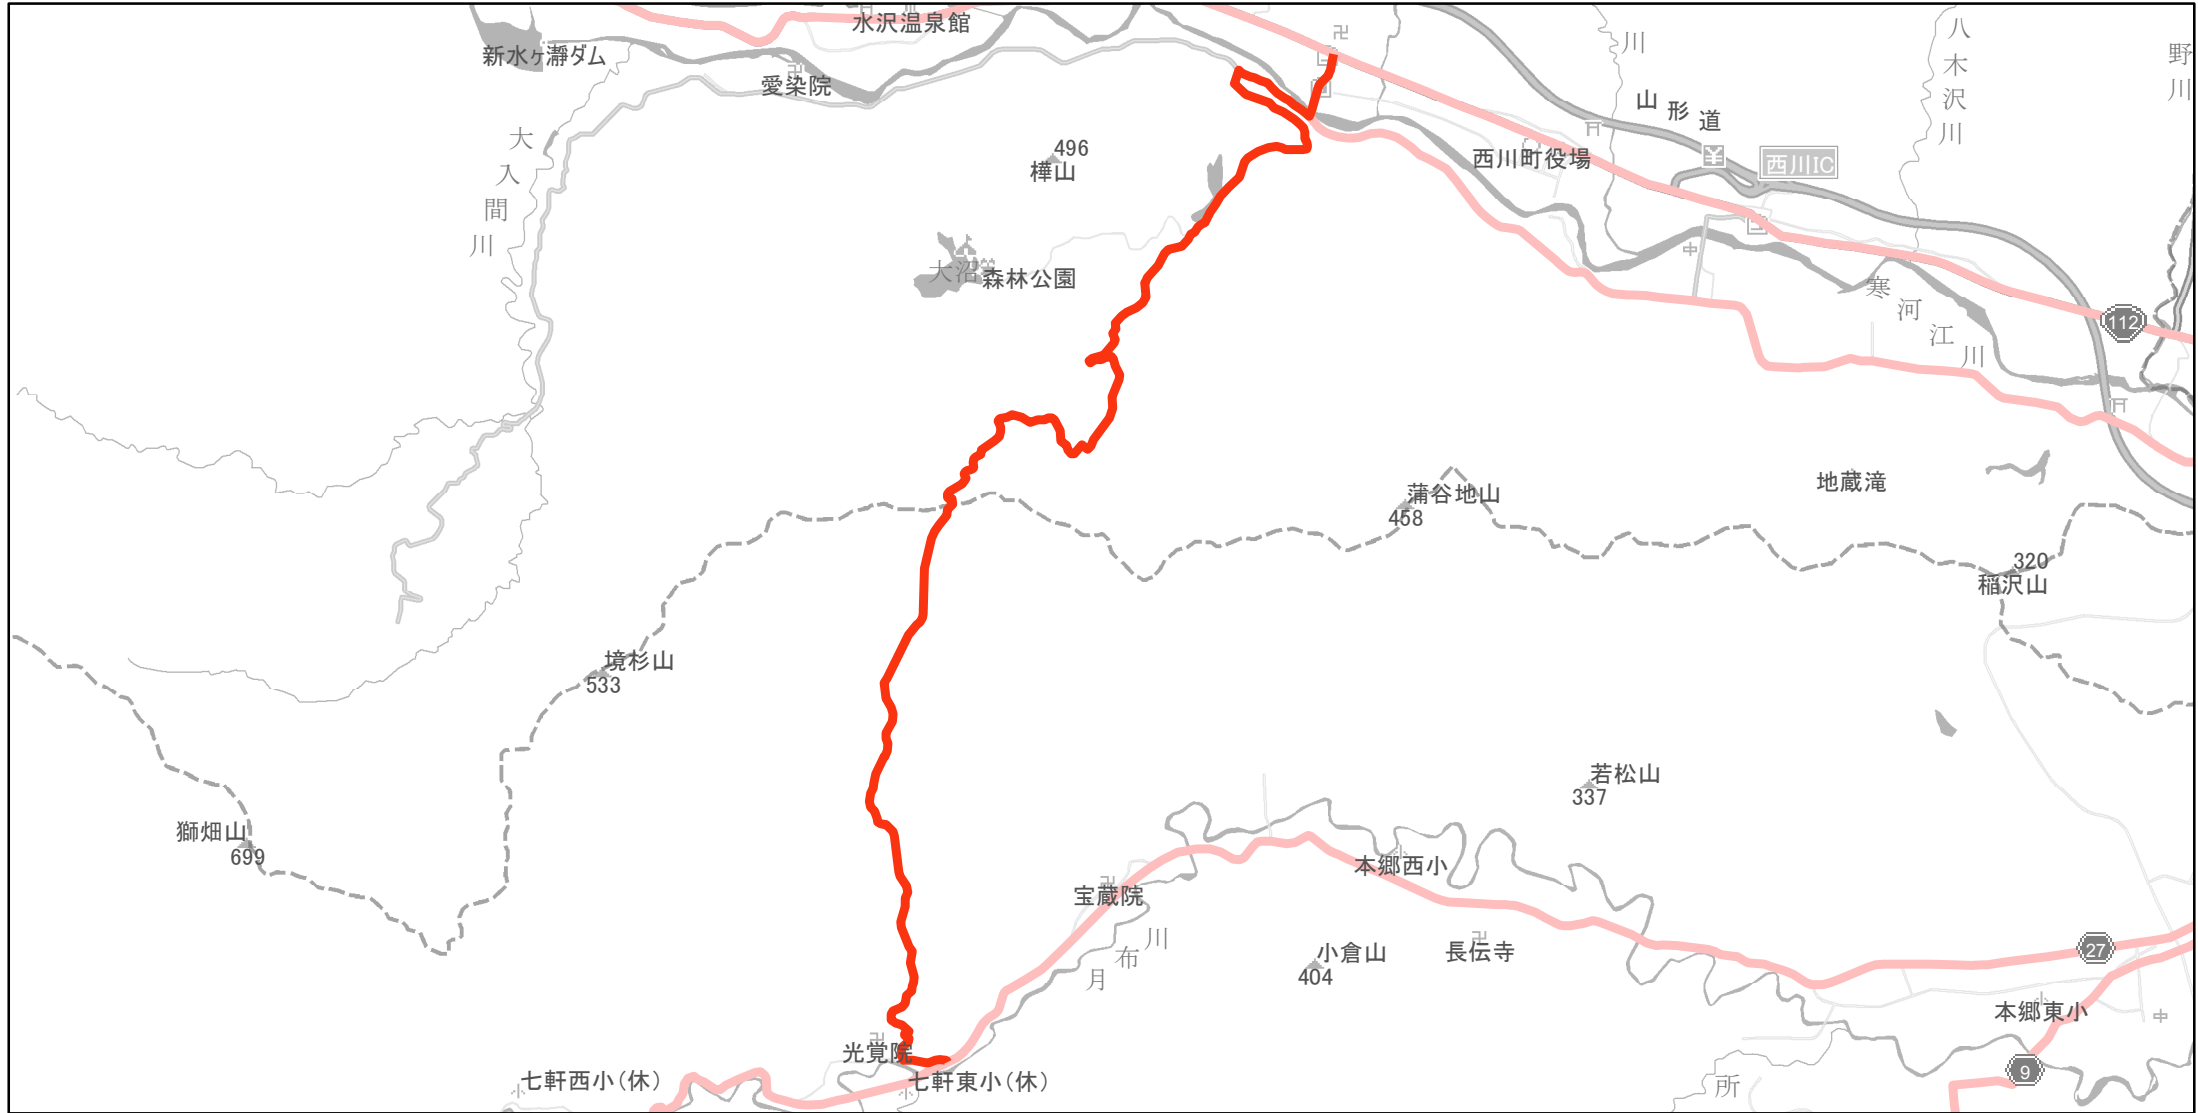 水沢温泉館
新水ヶ瀞ダム
愛染院
大入間川
496
樺山
大沼
森林公園
川
山形道
八木沢川
野川
西川町役場
西川IC
寒河江川
112
地蔵滝
蒲谷地山
458
320
稲沢山
境杉山
533
獅畑山
699
若松山
337
本郷西小
宝蔵院
月布川
小倉山
404
長伝寺
27
本郷東小
中
中
9
所
光覚院
七軒西小(休)
七軒東小(休)